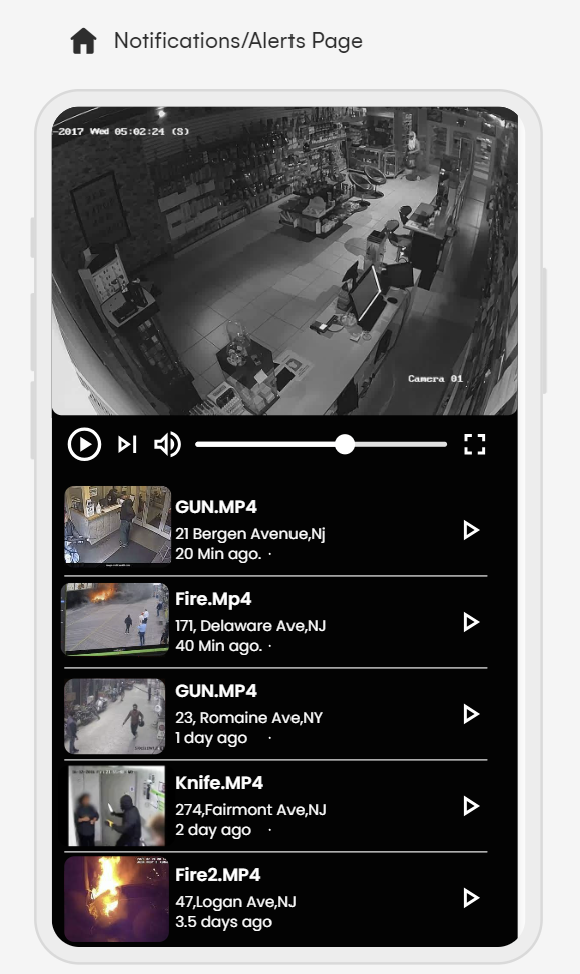 Notifications/Alerts Page
-2017 Wed 05:02:24 (S)
Camera 01
GUN.MP4
21 Bergen Avenue,Nj
20 Min ago. ·
Fire.Mp4
171, Delaware Ave,NJ
40 Min ago. ·
GUN.MP4
23, Romaine Ave,NY
1 day ago ·
Knife.MP4
274,Fairmont Ave,NJ
2 day ago ·
Fire2.MP4
47,Logan Ave,NJ
3.5 days ago